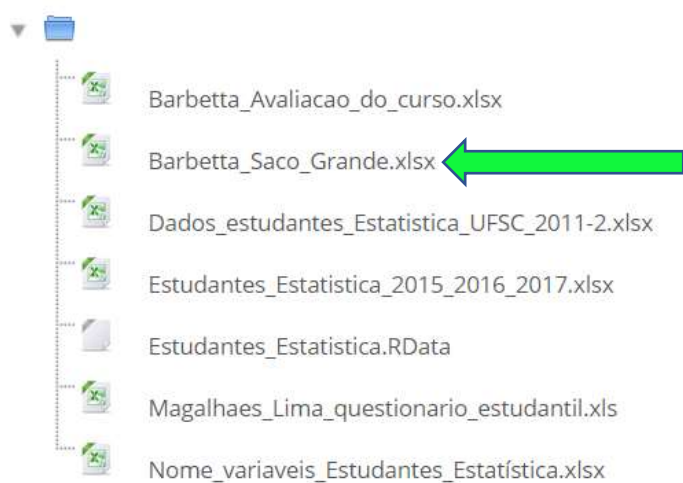 Barbetta_Avaliacao_do_curso.xlsx
Barbetta_Saco_Grande.xlsx
Dados_estudantes_Estatistica_UFSC_2011-2.xlsx
Estudantes_Estatistica_2015_2016_2017.xlsx
Estudantes_Estatistica.RData
Magalhaes_Lima_questionario_estudantil.xls
Nome_variaveis_Estudantes_Estatística.xlsx